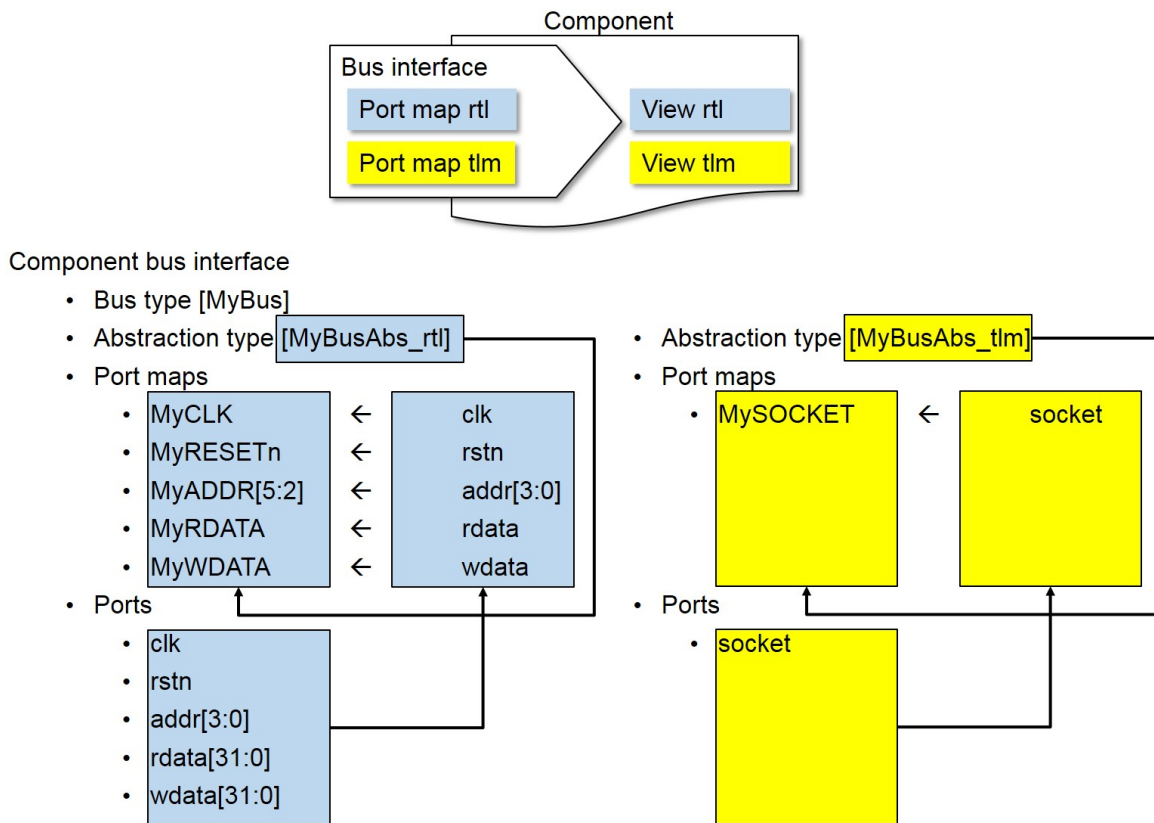 Component
Bus interface
Port map rtl
View rtl
Port map tlm
View tlm
Component bus interface
• Bus type [MyBus]
• Abstraction type [MyBusAbs_rtl]
• Port maps
• MyCLK ← clk
• MyRESETn ← rstn
• MyADDR[5:2] ← addr[3:0]
• MyRDATA ← rdata
• MyWDATA ← wdata
• Ports
• clk
• rstn
• addr[3:0]
• rdata[31:0]
• wdata[31:0]
• Abstraction type [MyBusAbs_tlm]
• Port maps
• MySOCKET ← socket
• Ports
• socket